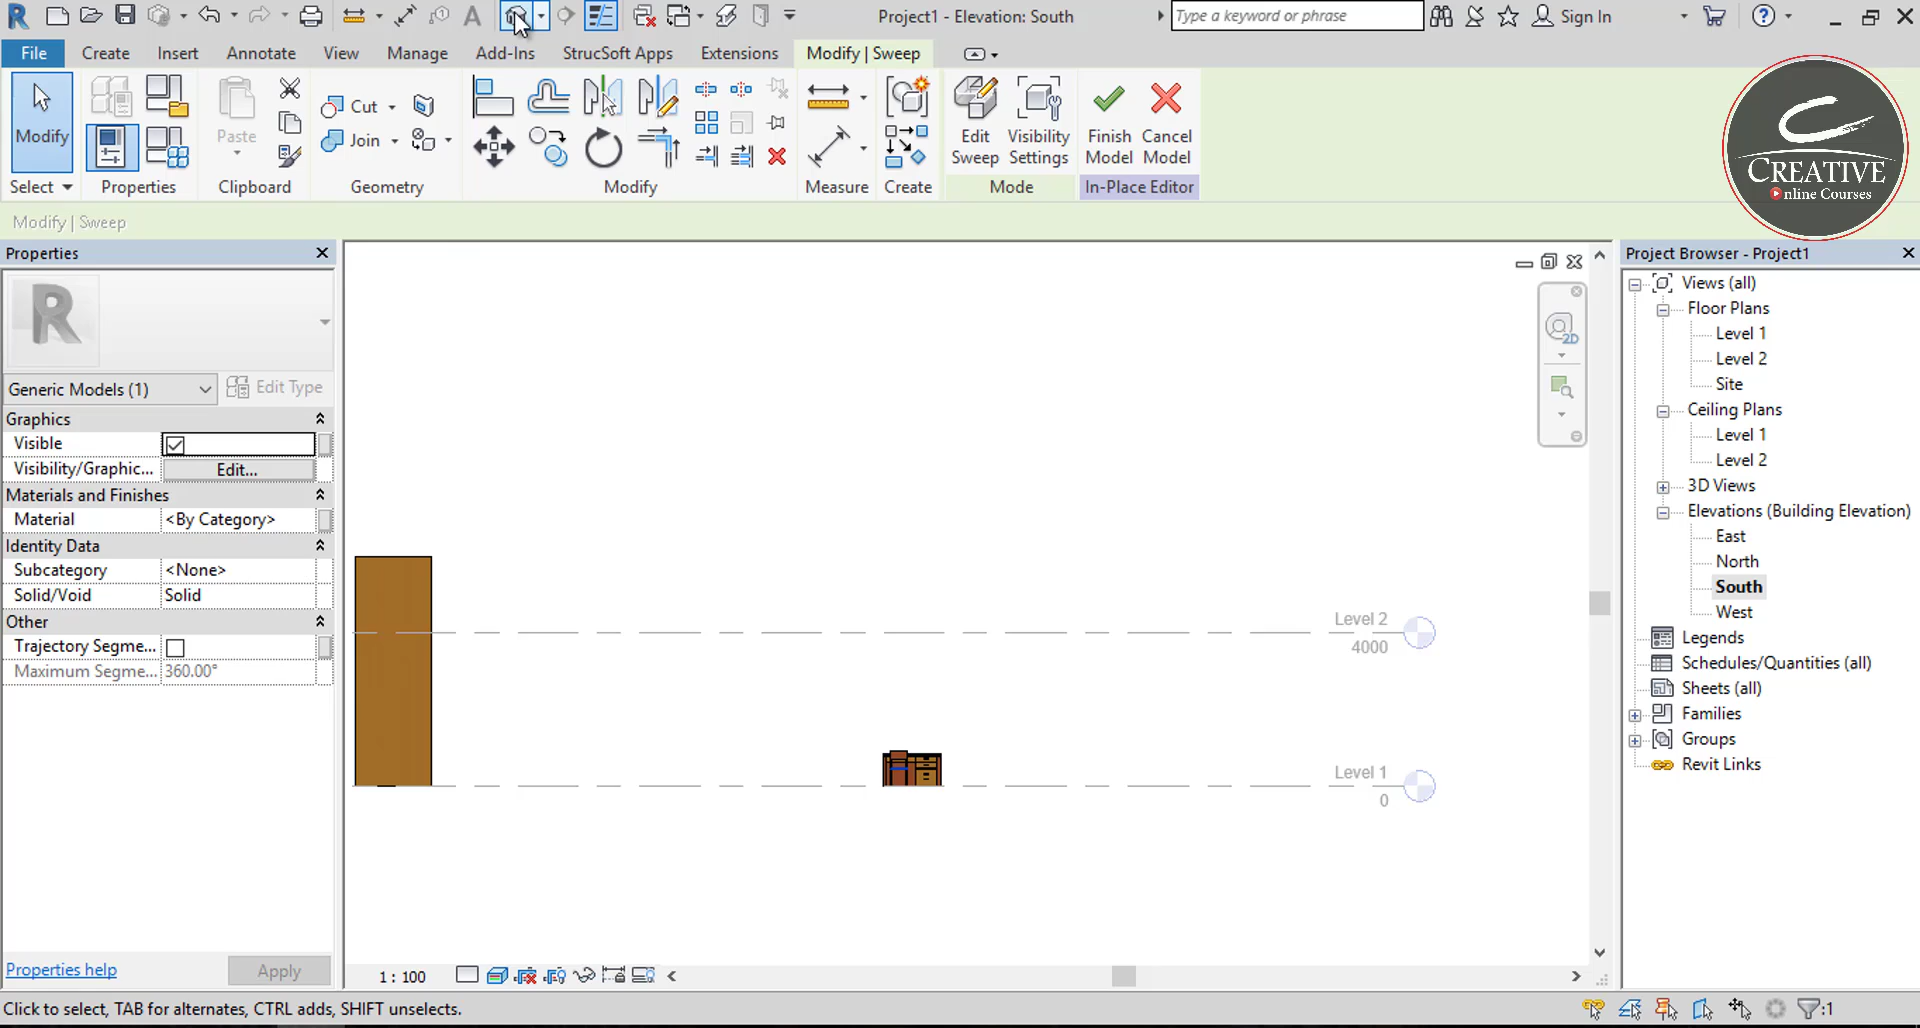 Project1 - Elevation: South
Type a keyword or phrase
Sign In
File
Create
Insert
Annotate
View
Manage
Add-Ins
StrucSoft Apps
Extensions
Modify | Sweep
Modify
Select
Properties
Paste
Clipboard
Cut
Join
Geometry
Modify
Measure
Create
Edit
Sweep
Visibility
Settings
Mode
Finish
Model
Cancel
Model
In-Place Editor
CREATIVE
Online Courses
Modify | Sweep
Properties
R
Generic Models (1)
Edit Type
Graphics
Visible
Visibility/Graphic...
Edit...
Materials and Finishes
Material
<By Category>
Identity Data
Subcategory
<None>
Solid/Void
Solid
Other
Trajectory Segme...
Maximum Segme...
360.00°
Properties help
Apply
2D
Level 2
4000
Level 1
0
1 : 100
Project Browser - Project1
Views (all)
Floor Plans
Level 1
Level 2
Site
Ceiling Plans
Level 1
Level 2
3D Views
Elevations (Building Elevation)
East
North
South
West
Legends
Schedules/Quantities (all)
Sheets (all)
Families
Groups
Revit Links
Click to select, TAB for alternates, CTRL adds, SHIFT unselects.
:1